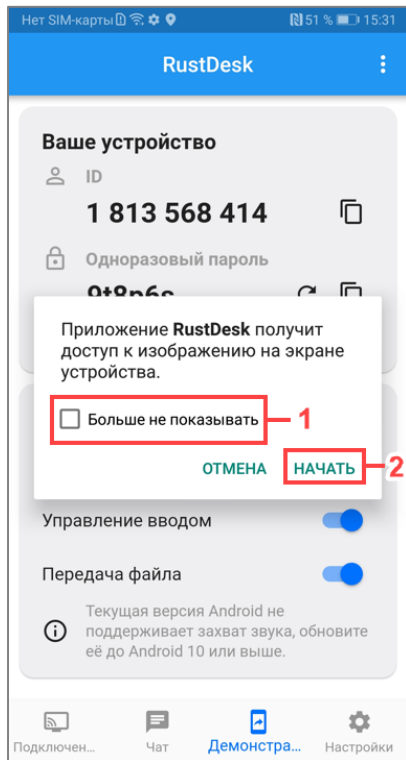 Нет SIM-карты 51 % 15:31
RustDesk
Ваше устройство
ID
1 813 568 414
Одноразовый пароль
9t8n6s
Приложение RustDesk получит
доступ к изображению на экране
устройства.
Больше не показывать
1
ОТМЕНА НАЧАТЬ
2
Управление вводом
Передача файла
Текущая версия Android не
поддерживает захват звука, обновите
её до Android 10 или выше.
Подключен... Чат Демонстра... Настройки